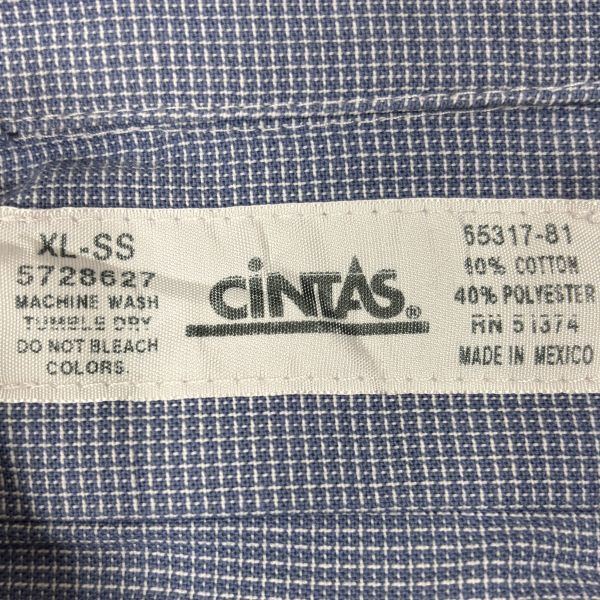 XL-SS
5728627
MACHINE WASH
TUMBLE DRY
DO NOT BLEACH
COLORS.
CiNTAS®
65317-81
60% COTTON
40% POLYESTER
RN 51374
MADE IN MEXICO